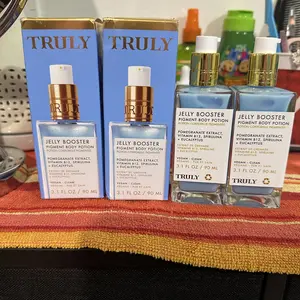 TRULY
JELLY BOOSTER
PIGMENT BODY POTION
POMEGRANATE EXTRACT,
VITAMIN B12, SPIRULINA
+ EUCALYPTUS
VEGAN + CLEAN
3.1 FL OZ / 90 ML
TRULY
JELLY BOOSTER
PIGMENT BODY POTION
POMEGRANATE EXTRACT,
VITAMIN B12, SPIRULINA
+ EUCALYPTUS
VEGAN + CLEAN
3.1 FL OZ / 90 ML
JELLY BOOSTER
PIGMENT BODY POTION
POMEGRANATE EXTRACT,
VITAMIN B12, SPIRULINA
+ EUCALYPTUS
VEGAN + CLEAN
3.1 FL OZ / 90 ML
TRULY
JELLY BOOSTER
PIGMENT BODY POTION
POMEGRANATE EXTRACT,
VITAMIN B12, SPIRULINA
+ EUCALYPTUS
VEGAN + CLEAN
3.1 FL OZ / 90 ML
TRULY